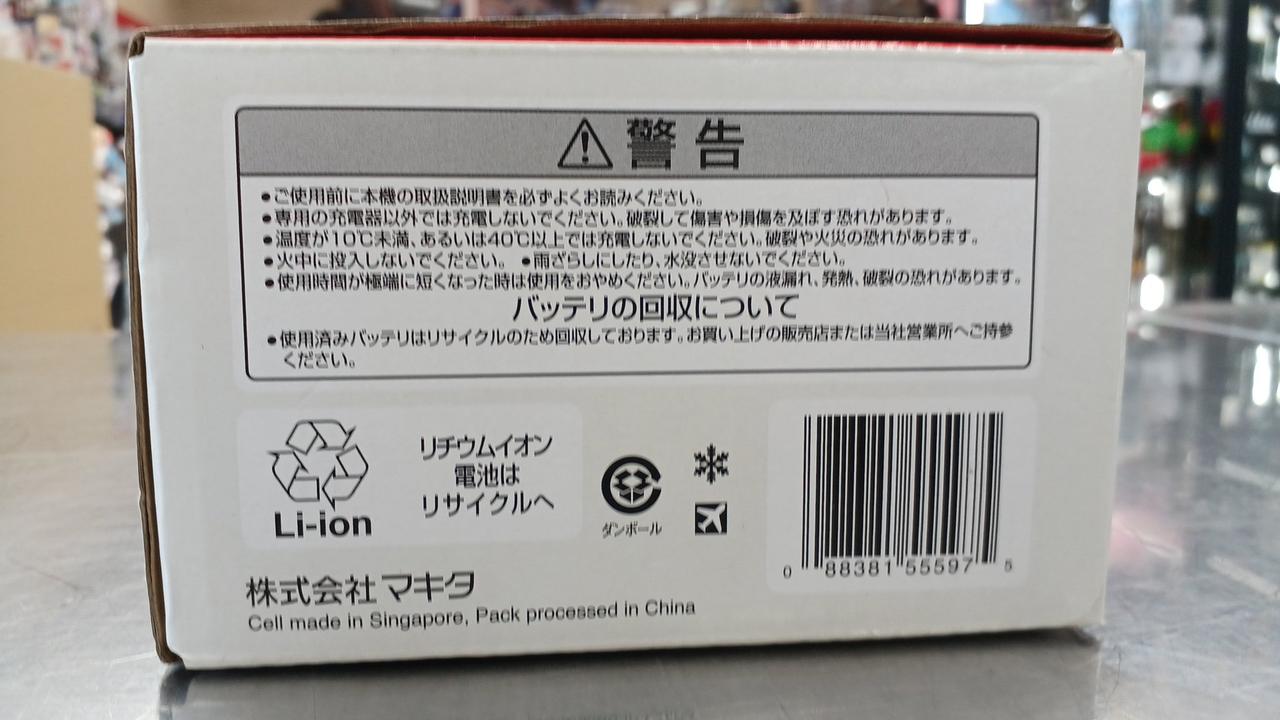 警告
●ご使用前に本機の取扱説明書を必ずよくお読みください。
●専用の充電器以外では充電しないでください。破裂して傷害や損傷を及ぼす恐れがあります。
●温度が10℃未満、あるいは40℃以上では充電しないでください。破裂や火災の恐れがあります。
●火中に投入しないでください。 ●雨ざらしにしたり、水没させないでください。
●使用時間が極端に短くなった時は使用をおやめください。バッテリの液漏れ、発熱、破裂の恐れがあります。
バッテリの回収について
●使用済みバッテリはリサイクルのため回収しております。お買い上げの販売店または当社営業所へご持参
ください。
Li-ion
リチウムイオン
電池は
リサイクルへ
ダンボール
0 88381 55597 5
株式会社マキタ
Cell made in Singapore, Pack processed in China